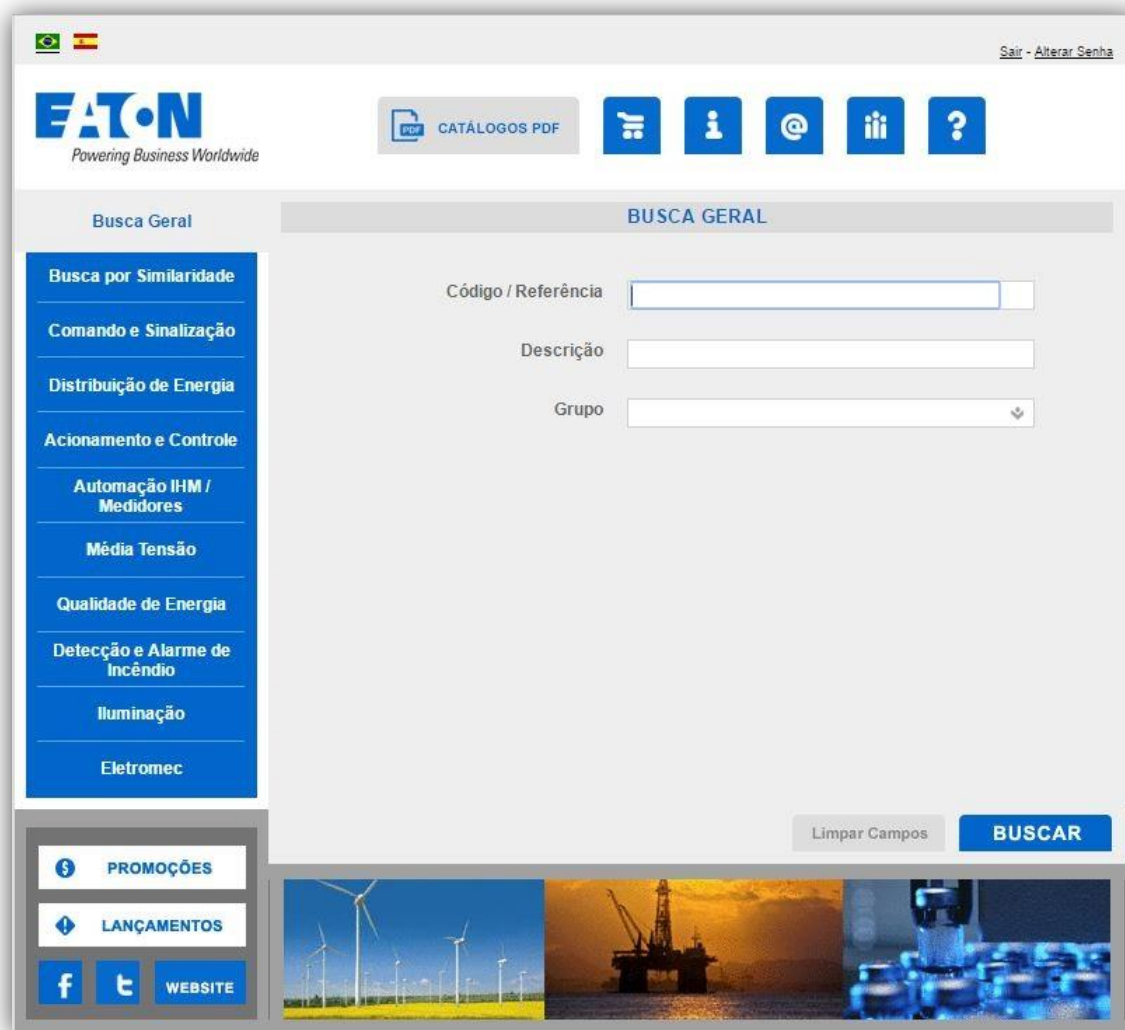 Sair - Alterar Senha
EATON
Powering Business Worldwide
PDF
CATÁLOGOS PDF
Busca Geral
Busca por Similaridade
Comando e Sinalização
Distribuição de Energia
Acionamento e Controle
Automação IHM /
Medidores
Média Tensão
Qualidade de Energia
Detecção e Alarme de
Incêndio
Iluminação
Eletromec
BUSCA GERAL
Código / Referência
Descrição
Grupo
Limpar Campos
BUSCAR
PROMOÇÕES
LANÇAMENTOS
WEBSITE